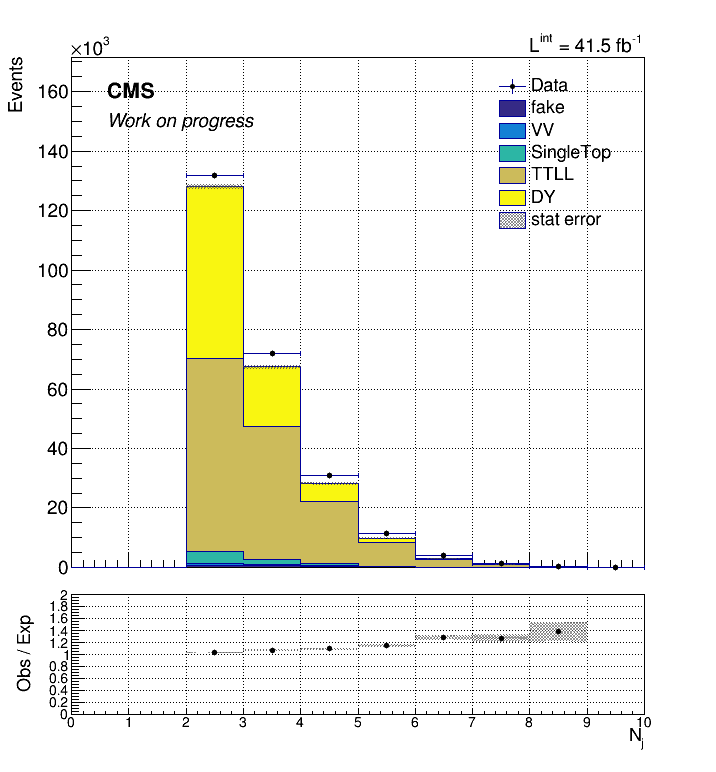 ×10³
L^int = 41.5 fb⁻¹
Events
CMS
Work on progress
Data
fake
VV
SingleTop
TTLL
DY
stat error
160
140
120
100
80
60
40
20
0
Obs / Exp
2
1.8
1.6
1.4
1.2
1
0.8
0.6
0.4
0.2
0
0 1 2 3 4 5 6 7 8 9 10
N_j